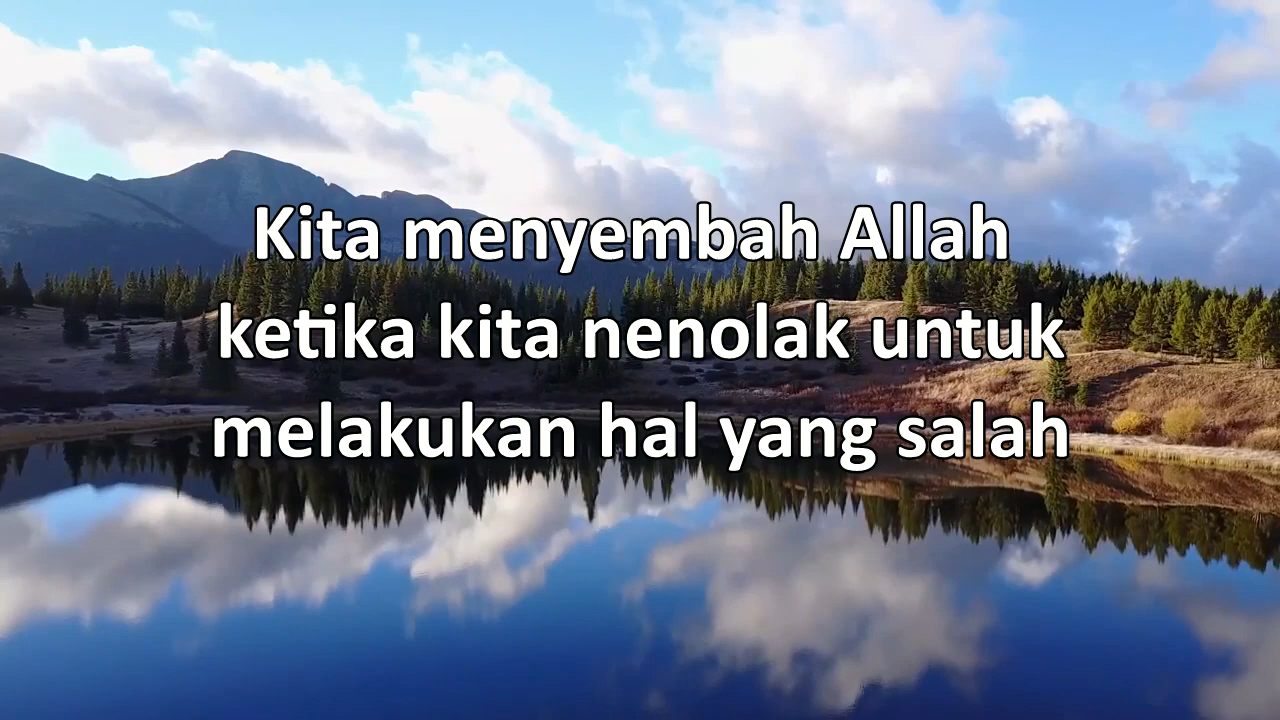 Kita menyembah Allah
ketika kita nenolak untuk
melakukan hal yang salah